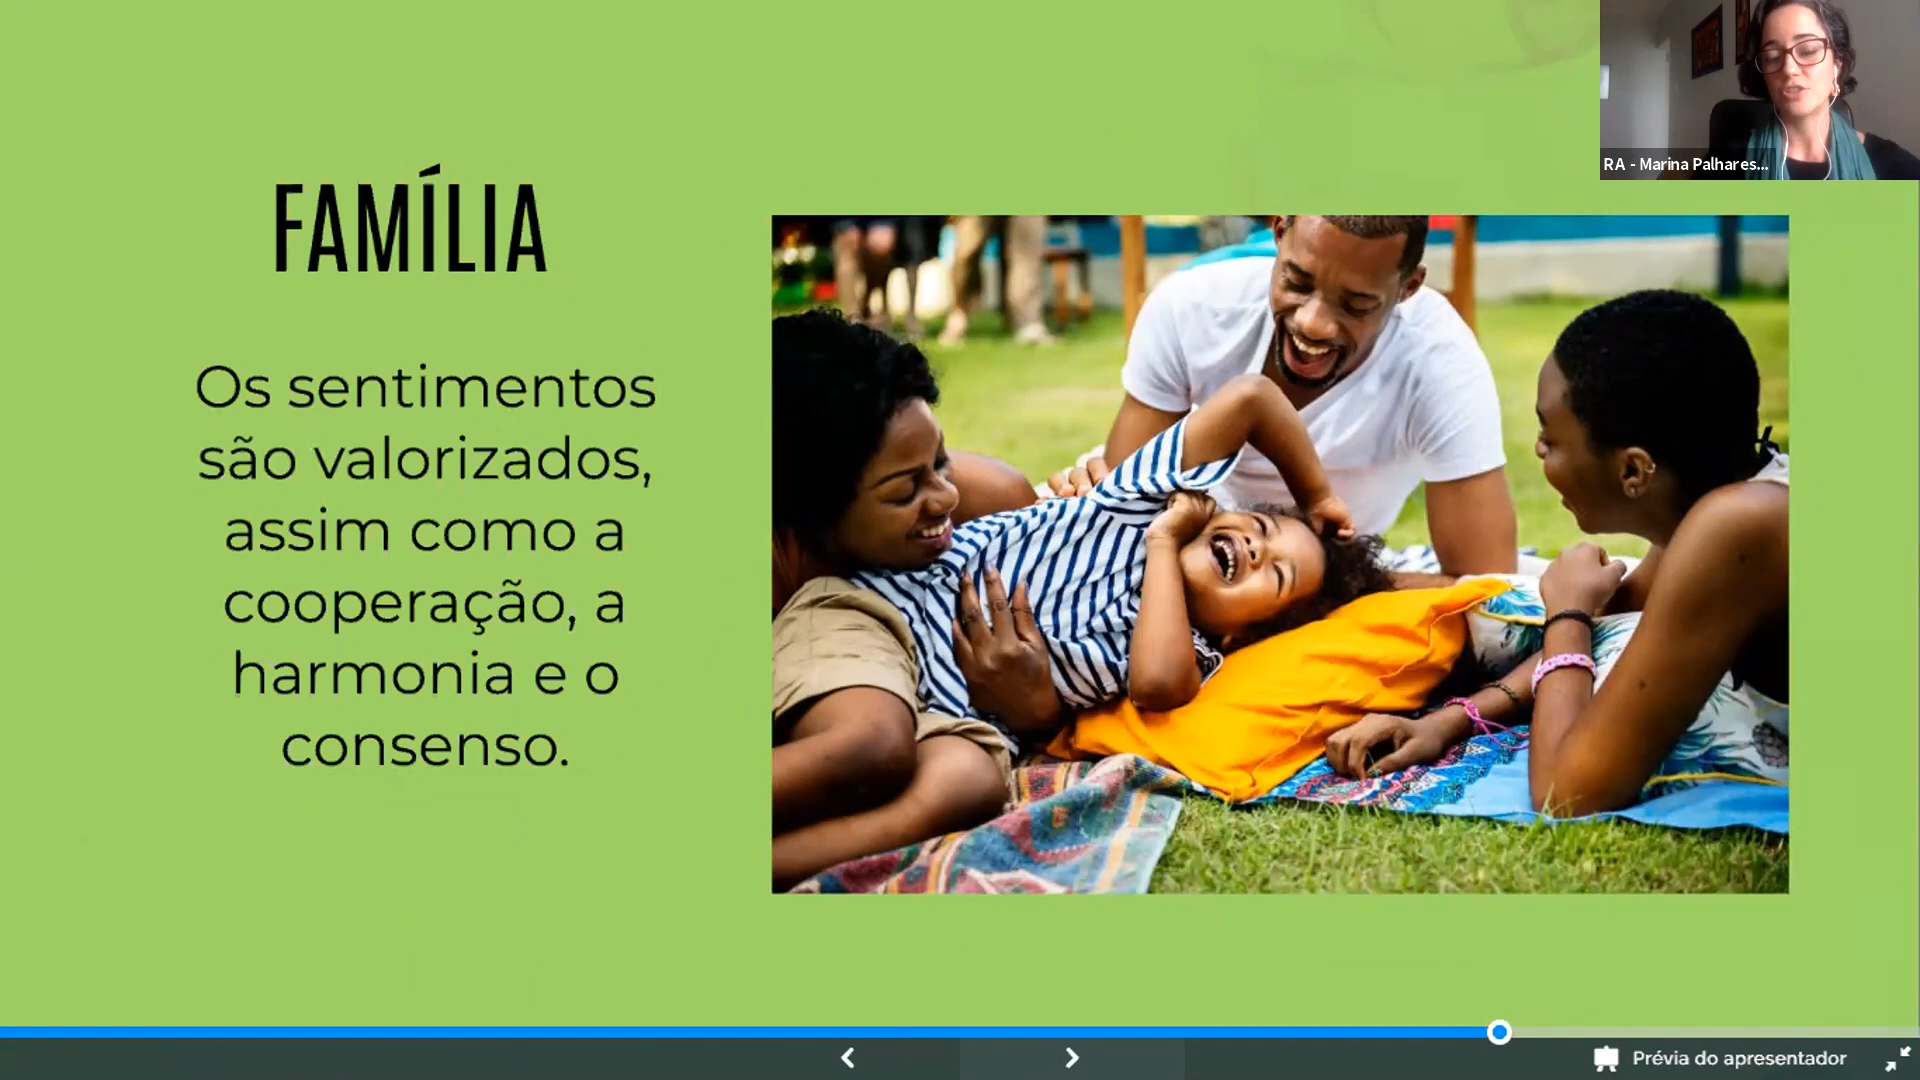 RA - Marina Palhares...
FAMÍLIA
Os sentimentos
são valorizados,
assim como a
cooperação, a
harmonia e o
consenso.
Prévia do apresentador